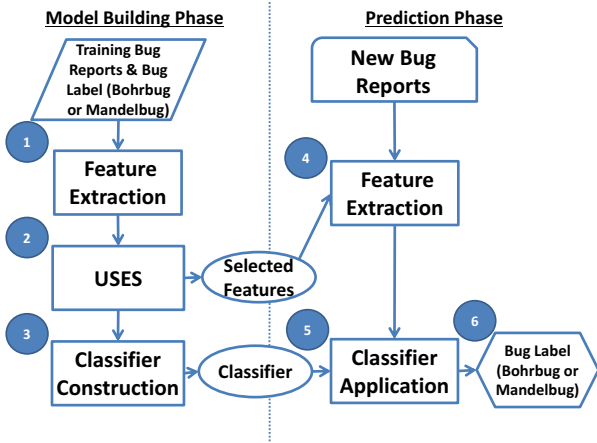 Model Building Phase
Training Bug
Reports & Bug
Label (Bohrbug
or Mandelbug)
1
Feature
Extraction
2
USES
Selected
Features
3
Classifier
Construction
Classifier
Prediction Phase
New Bug
Reports
4
Feature
Extraction
5
Classifier
Application
6
Bug Label
(Bohrbug or
Mandelbug)